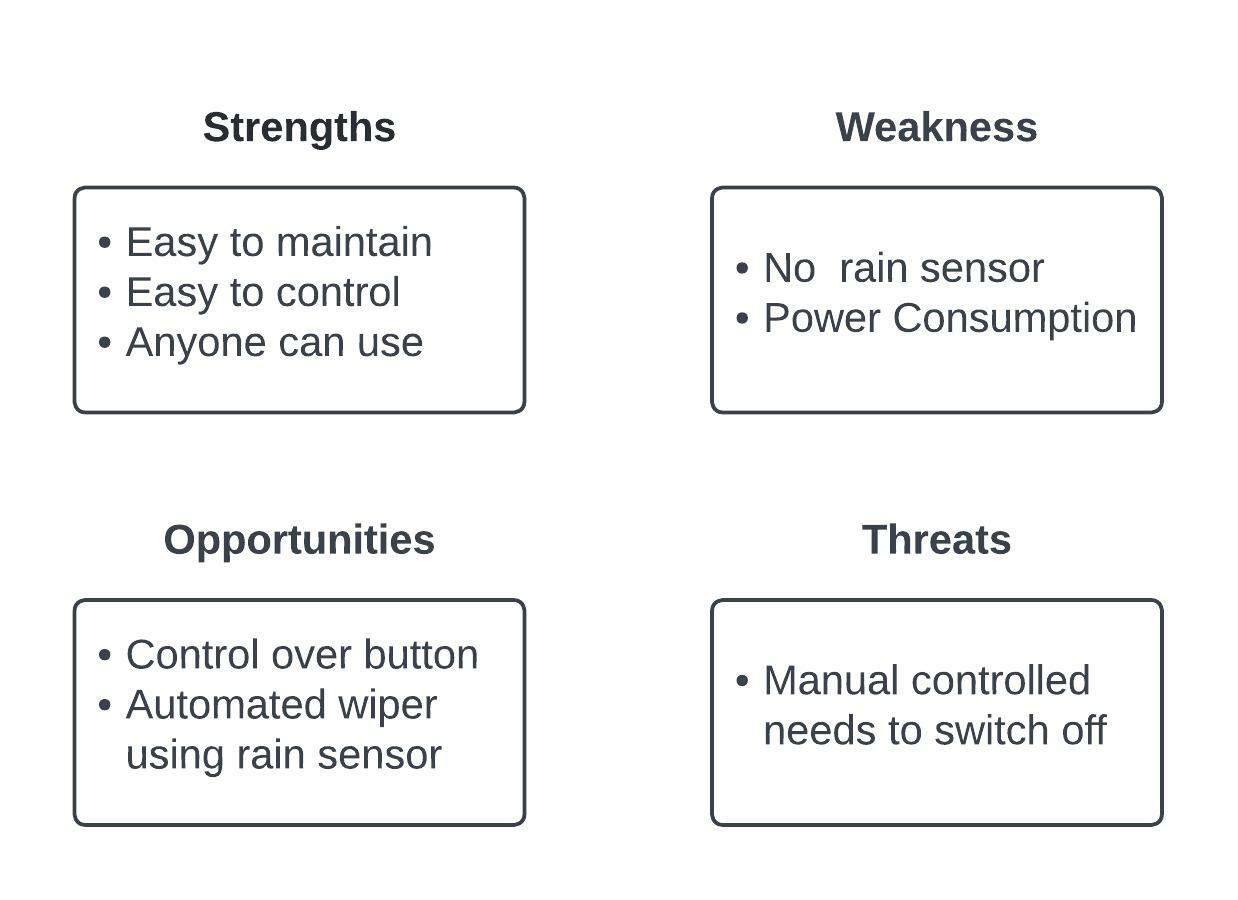 Strengths
• Easy to maintain
• Easy to control
• Anyone can use
Weakness
• No  rain sensor
• Power Consumption
Opportunities
• Control over button
• Automated wiper
using rain sensor
Threats
• Manual controlled
needs to switch off